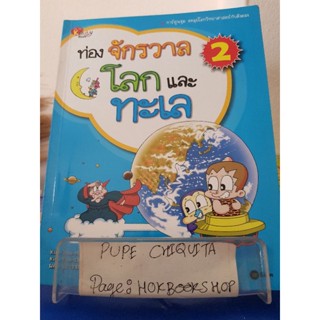 ท่อง จักรวาล 2
โลก และ
ทะเล
PUPE CHIQUITA
Page: MOKBOOKSHOP